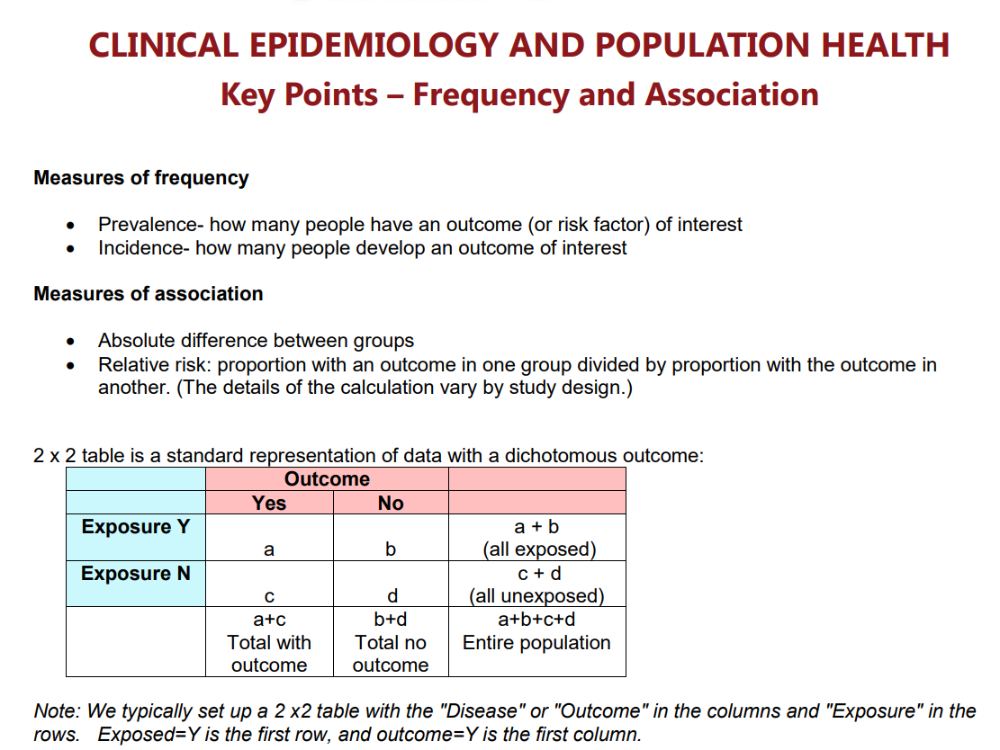 CLINICAL EPIDEMIOLOGY AND POPULATION HEALTH
Key Points – Frequency and Association
Measures of frequency
• Prevalence- how many people have an outcome (or risk factor) of interest
• Incidence- how many people develop an outcome of interest
Measures of association
• Absolute difference between groups
• Relative risk: proportion with an outcome in one group divided by proportion with the outcome in
another. (The details of the calculation vary by study design.)
2 x 2 table is a standard representation of data with a dichotomous outcome:
Outcome
Yes No
Exposure Y a + b
a b (all exposed)
Exposure N c + d
c d (all unexposed)
a+c b+d a+b+c+d
Total with Total no Entire population
outcome outcome
Note: We typically set up a 2 x2 table with the "Disease" or "Outcome" in the columns and "Exposure" in the
rows. Exposed=Y is the first row, and outcome=Y is the first column.